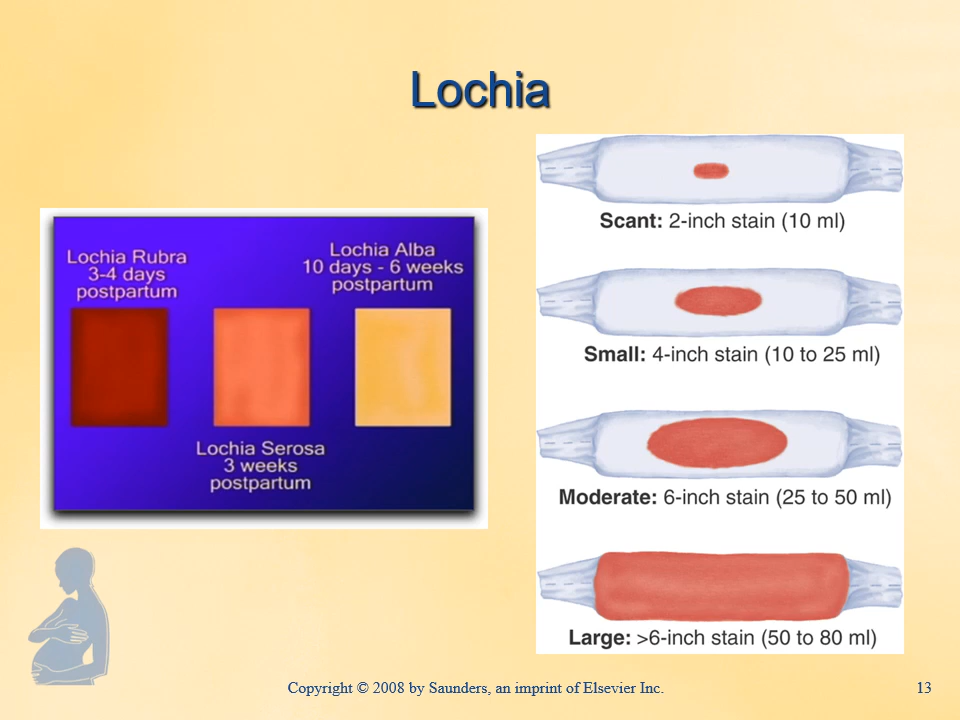 Lochia
Lochia Rubra
3-4 days
postpartum
Lochia Alba
10 days - 6 weeks
postpartum
Lochia Serosa
3 weeks
postpartum
Scant: 2-inch stain (10 ml)
Small: 4-inch stain (10 to 25 ml)
Moderate: 6-inch stain (25 to 50 ml)
Large: >6-inch stain (50 to 80 ml)
Copyright © 2008 by Saunders, an imprint of Elsevier Inc.
13